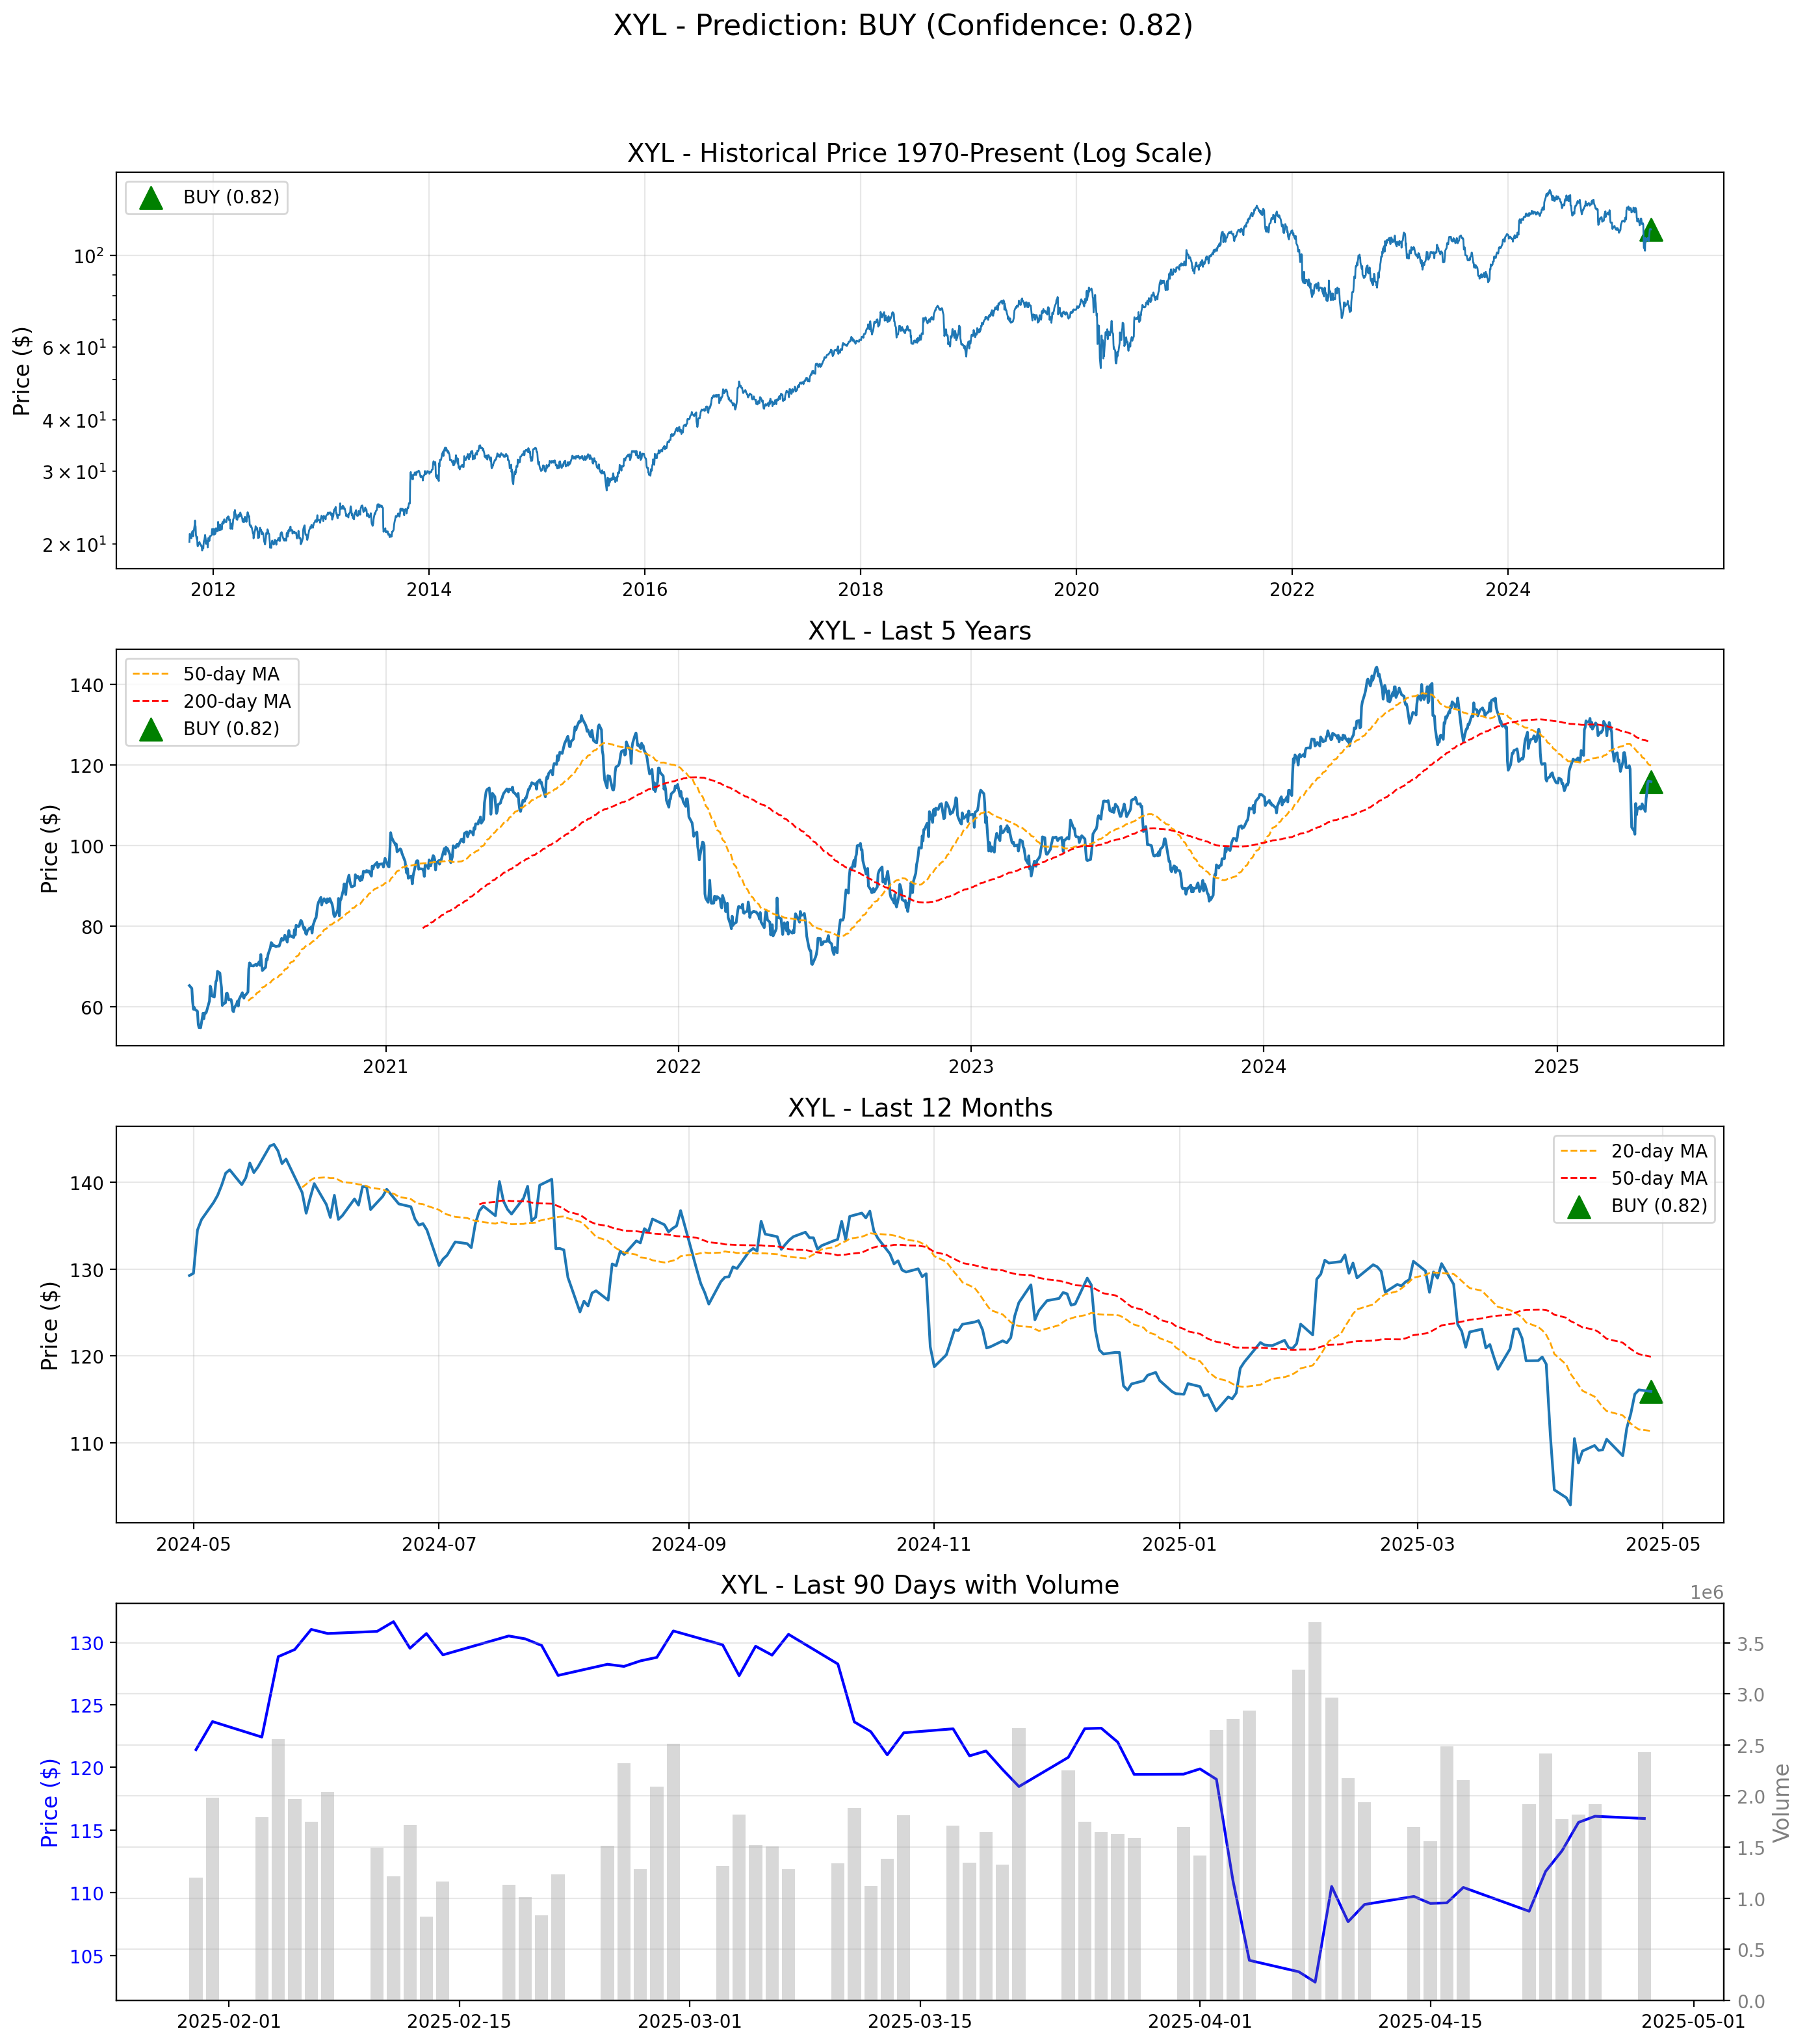 XYL - Prediction: BUY (Confidence: 0.82)
XYL - Historical Price 1970-Present (Log Scale)
BUY (0.82)
Price ($)
10²
6 × 10¹
4 × 10¹
3 × 10¹
2 × 10¹
2012 2014 2016 2018 2020 2022 2024
XYL - Last 5 Years
50-day MA
200-day MA
BUY (0.82)
Price ($)
140
120
100
80
60
2021 2022 2023 2024 2025
XYL - Last 12 Months
20-day MA
50-day MA
BUY (0.82)
Price ($)
140
130
120
110
2024-05 2024-07 2024-09 2024-11 2025-01 2025-03 2025-05
XYL - Last 90 Days with Volume
1e6
Price ($)
130
125
120
115
110
105
3.5
3.0
2.5
2.0
1.5
1.0
0.5
0.0
Volume
2025-02-01 2025-02-15 2025-03-01 2025-03-15 2025-04-01 2025-04-15 2025-05-01